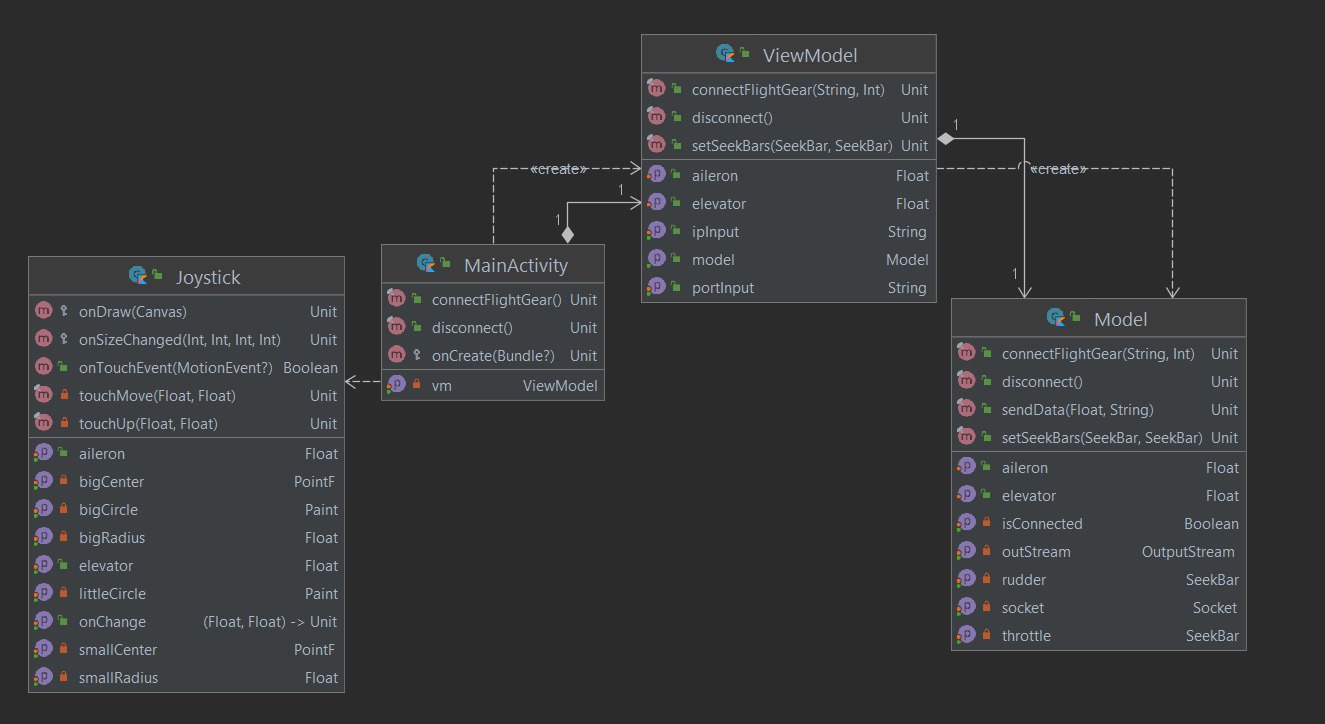 ViewModel
connectFlightGear(String, Int) Unit
disconnect() Unit
setSeekBars(SeekBar, SeekBar) Unit
aileron Float
elevator Float
ipInput String
model Model
portInput String
1
«create»
«create»
1
1
1
MainActivity
connectFlightGear() Unit
disconnect() Unit
onCreate(Bundle?) Unit
vm ViewModel
Joystick
onDraw(Canvas) Unit
onSizeChanged(Int, Int, Int, Int) Unit
onTouchEvent(MotionEvent?) Boolean
touchMove(Float, Float) Unit
touchUp(Float, Float) Unit
aileron Float
bigCenter PointF
bigCircle Paint
bigRadius Float
elevator Float
littleCircle Paint
onChange (Float, Float) -> Unit
smallCenter PointF
smallRadius Float
Model
connectFlightGear(String, Int) Unit
disconnect() Unit
sendData(Float, String) Unit
setSeekBars(SeekBar, SeekBar) Unit
aileron Float
elevator Float
isConnected Boolean
outStream OutputStream
rudder SeekBar
socket Socket
throttle SeekBar